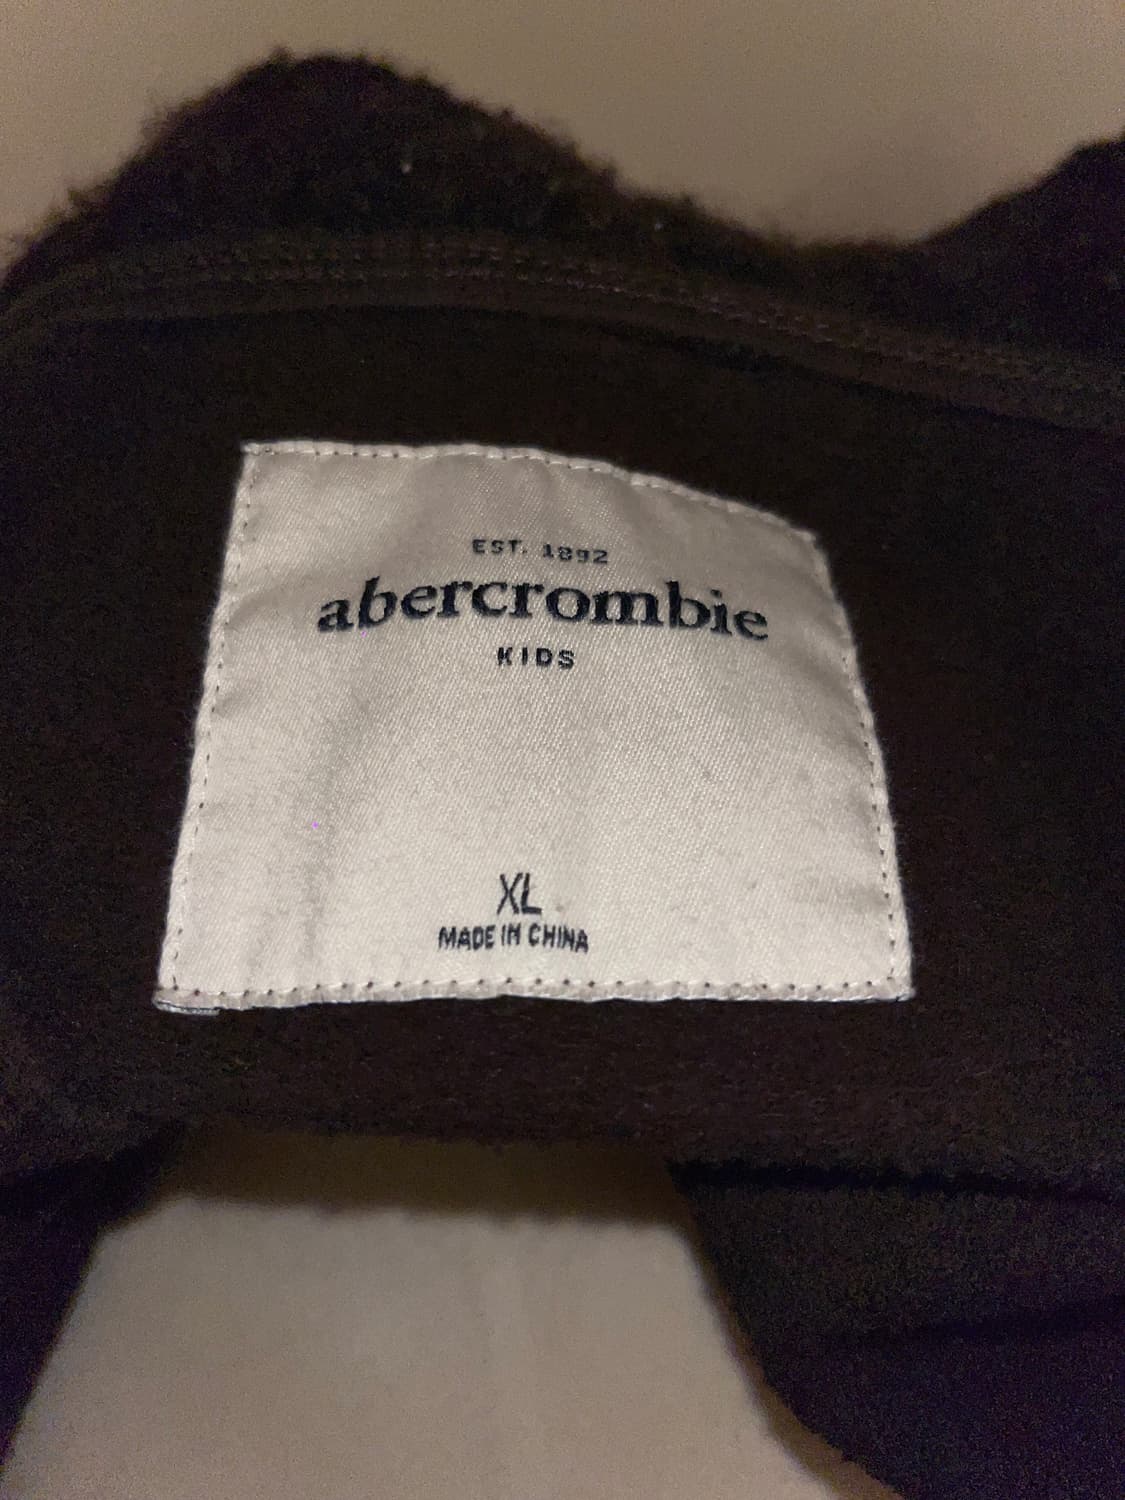 EST. 1892
abercrombie
KIDS
XL
MADE IN CHINA